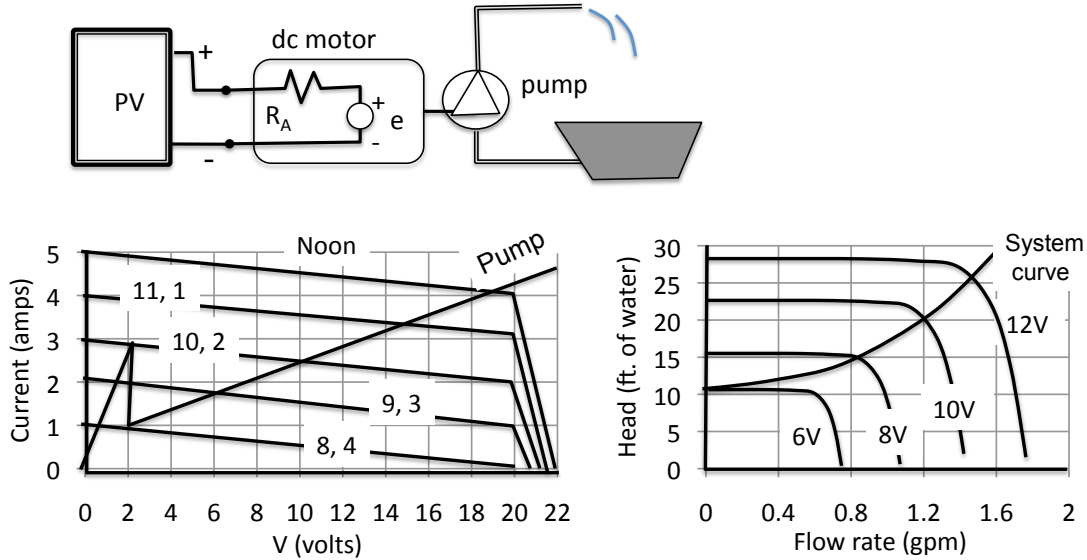 dc motor
+
PV
+
pump
R_A
e
-
-
Noon
Pump
5
4
3
2
1
0
Current (amps)
11, 1
10, 2
9, 3
8, 4
0 2 4 6 8 10 12 14 16 18 20 22
V (volts)
System
curve
30
25
20
15
10
5
0
Head (ft. of water)
12V
10V
8V
6V
0 0.4 0.8 1.2 1.6 2
Flow rate (gpm)